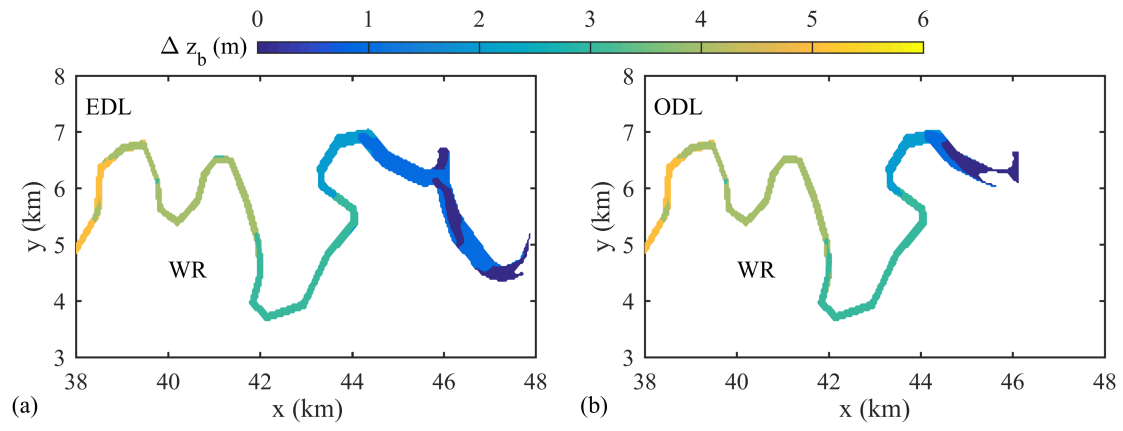 0 1 2 3 4 5 6
Δ z_b (m)
8 8
EDL ODL
7 7
6 6
y (km) y (km)
5 5
WR WR
4 4
3 3
38 40 42 44 46 48 38 40 42 44 46 48
(a) x (km) (b) x (km)